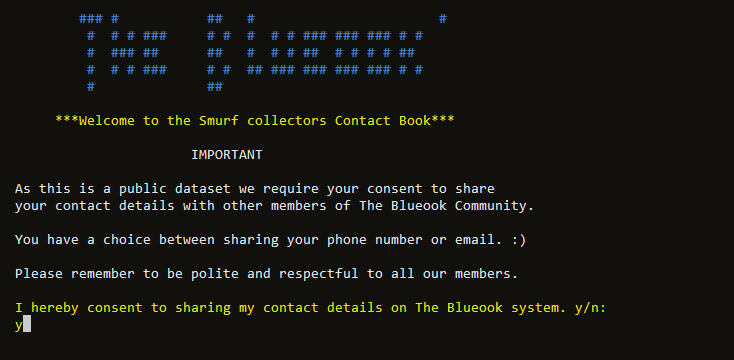 ***Welcome to the Smurf collectors Contact Book***
IMPORTANT
As this is a public dataset we require your consent to share
your contact details with other members of The Blueook Community.
You have a choice between sharing your phone number or email. :)
Please remember to be polite and respectful to all our members.
I hereby consent to sharing my contact details on The Blueook system. y/n:
y